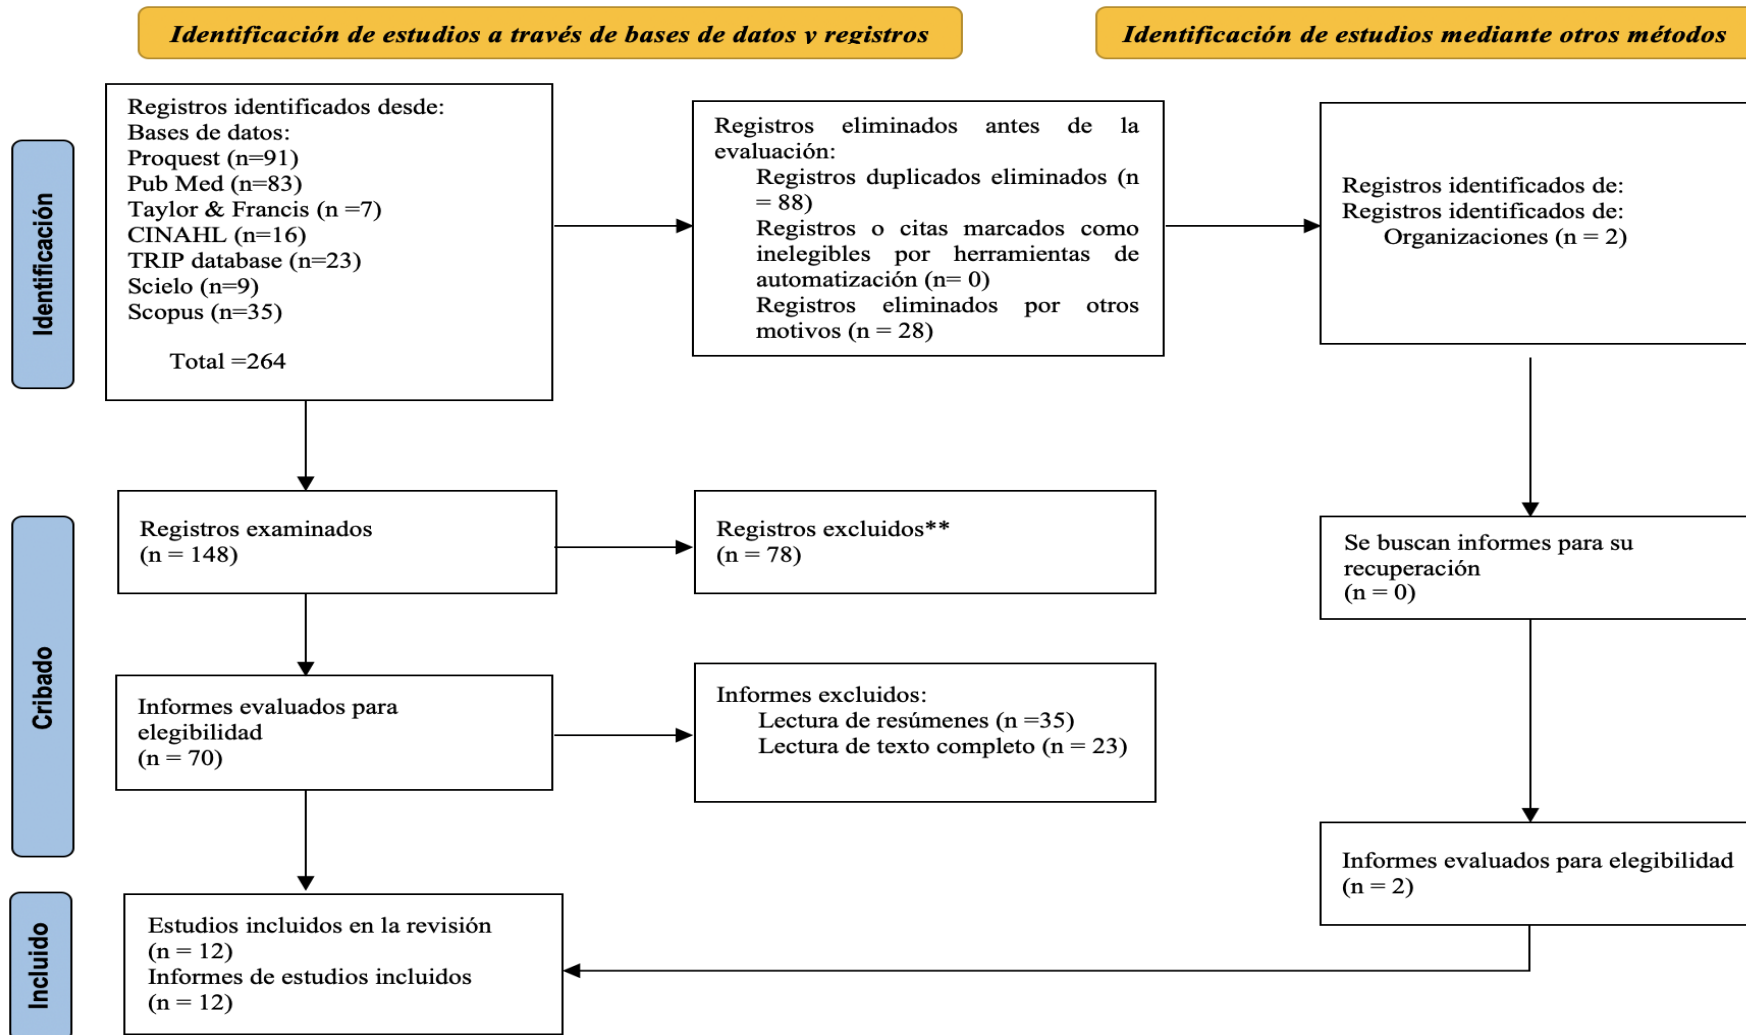 Identificación de estudios a través de bases de datos y registros
Identificación de estudios mediante otros métodos
Identificación
Registros identificados desde:
Bases de datos:
Proquest (n=91)
Pub Med (n=83)
Taylor & Francis (n =7)
CINAHL (n=16)
TRIP database (n=23)
Scielo (n=9)
Scopus (n=35)
Total =264
Registros eliminados antes de la
evaluación:
Registros duplicados eliminados (n
= 88)
Registros o citas marcados como
inelegibles por herramientas de
automatización (n= 0)
Registros eliminados por otros
motivos (n = 28)
Registros identificados de:
Registros identificados de:
Organizaciones (n = 2)
Cribado
Registros examinados
(n = 148)
Registros excluidos**
(n = 78)
Se buscan informes para su
recuperación
(n = 0)
Informes evaluados para
elegibilidad
(n = 70)
Informes excluidos:
Lectura de resúmenes (n =35)
Lectura de texto completo (n = 23)
Informes evaluados para elegibilidad
(n = 2)
Incluido
Estudios incluidos en la revisión
(n = 12)
Informes de estudios incluidos
(n = 12)